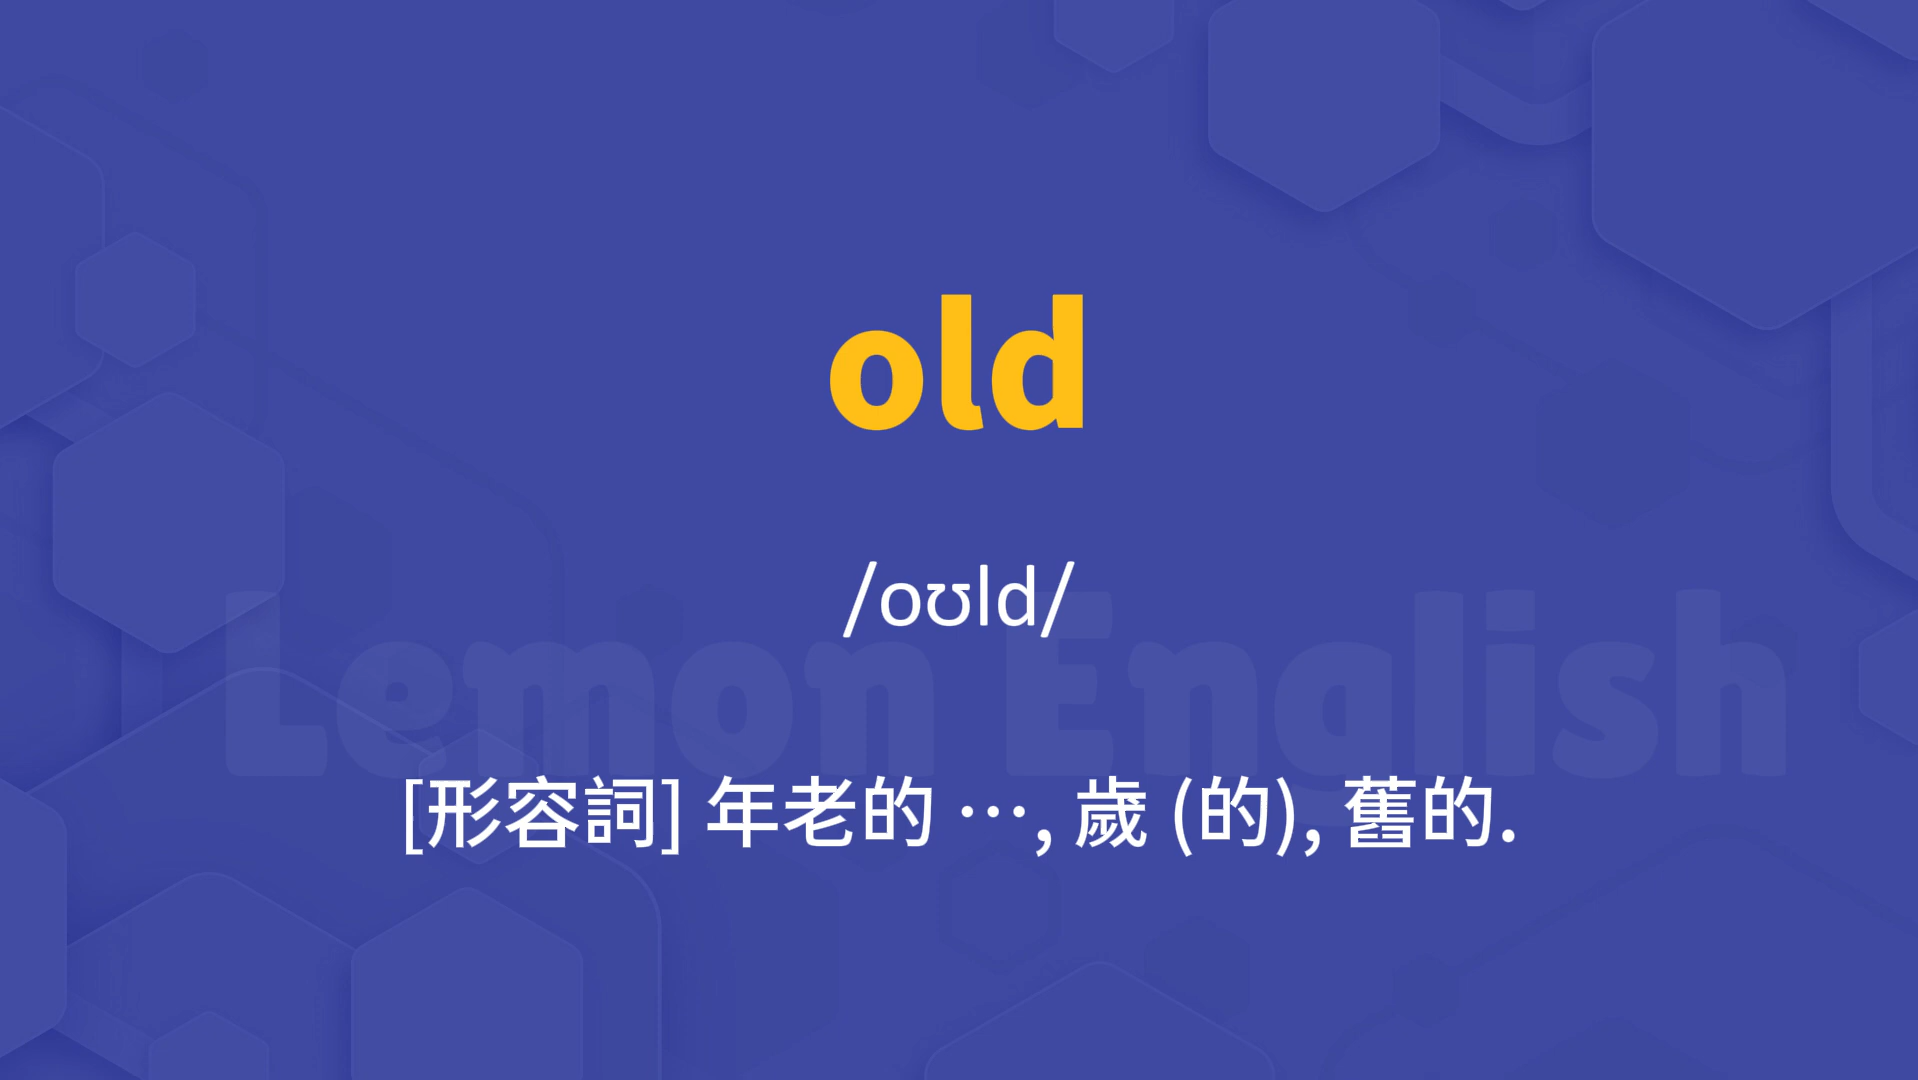 old
/oʊld/
Lemon English
[形容詞] 年老的 …, 歲 (的), 舊的.